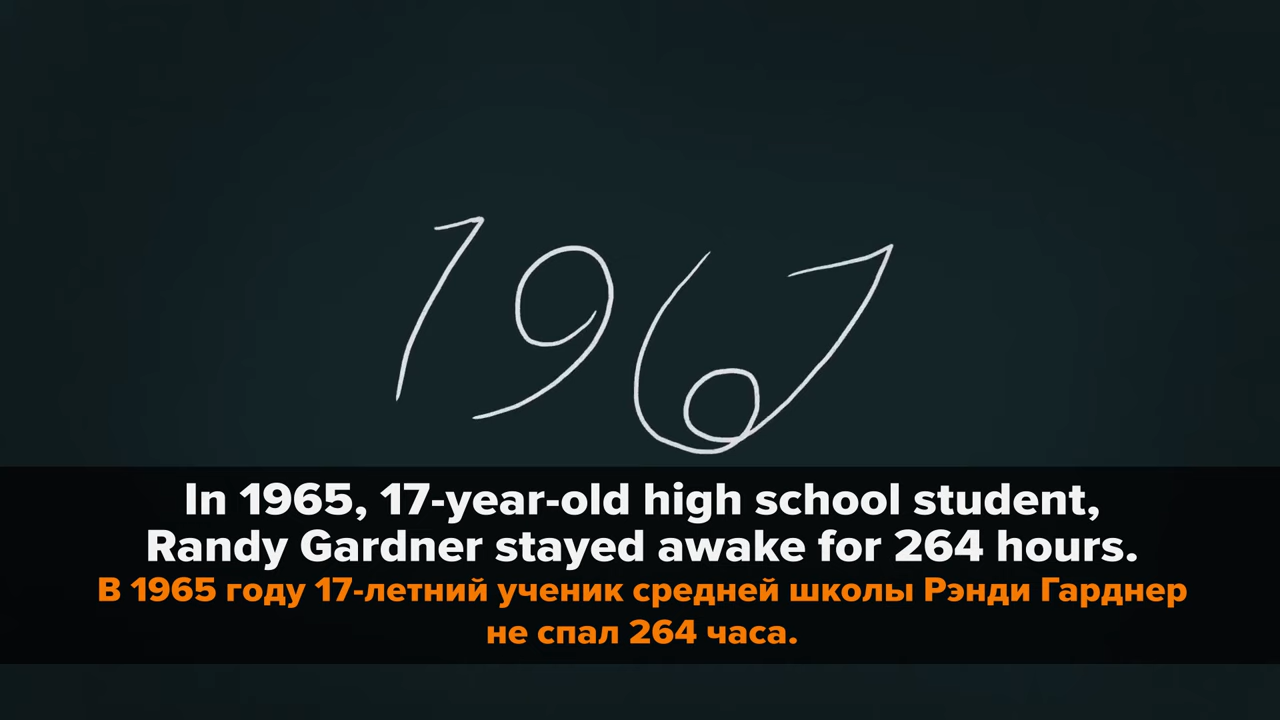 1967
In 1965, 17-year-old high school student,
Randy Gardner stayed awake for 264 hours.
В 1965 году 17-летний ученик средней школы Рэнди Гарднер
не спал 264 часа.